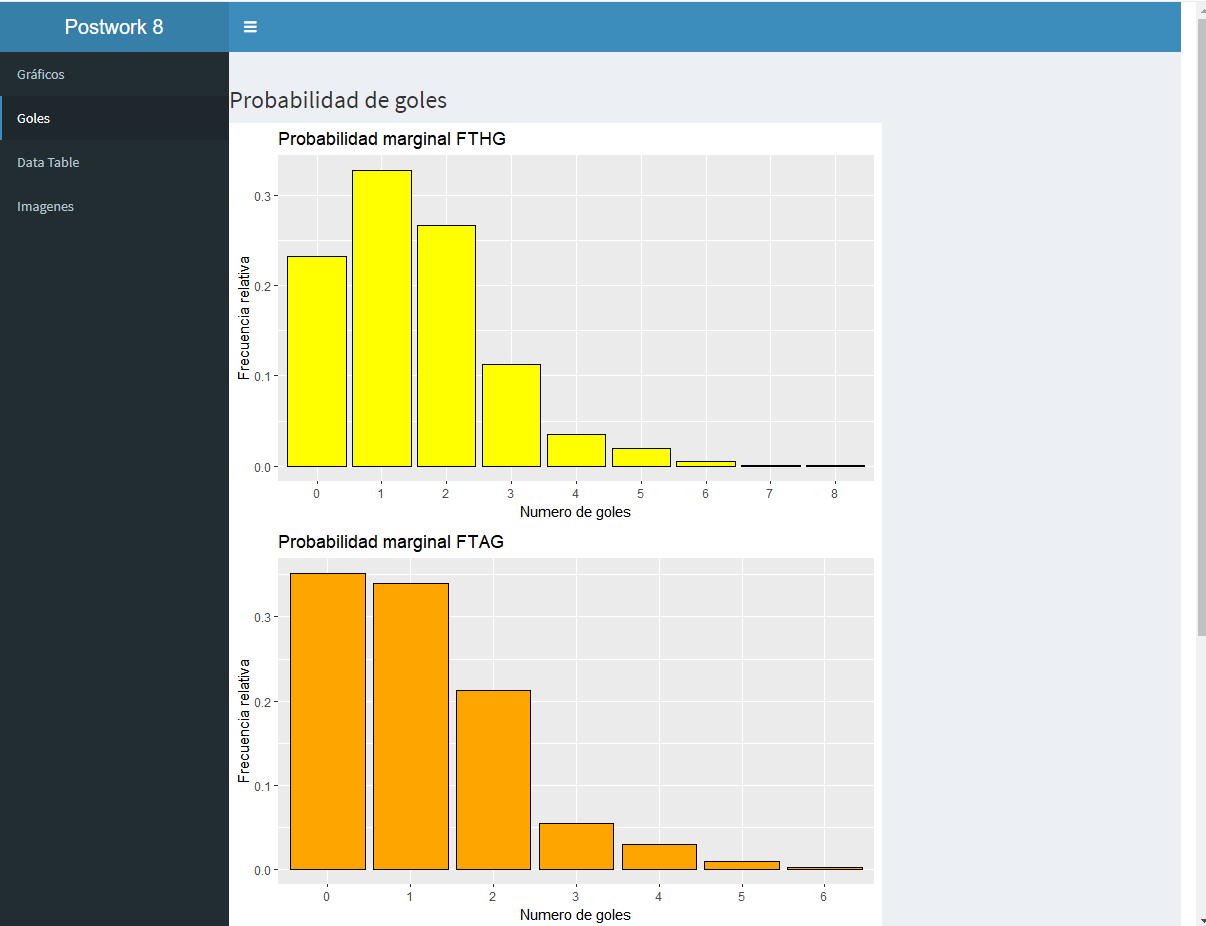 Postwork 8
Gráficos
Goles
Data Table
Imagenes
Probabilidad de goles
Probabilidad marginal FTHG
Frecuencia relativa
0.3
0.2
0.1
0.0
0 1 2 3 4 5 6 7 8
Numero de goles
Probabilidad marginal FTAG
Frecuencia relativa
0.3
0.2
0.1
0.0
0 1 2 3 4 5 6
Numero de goles